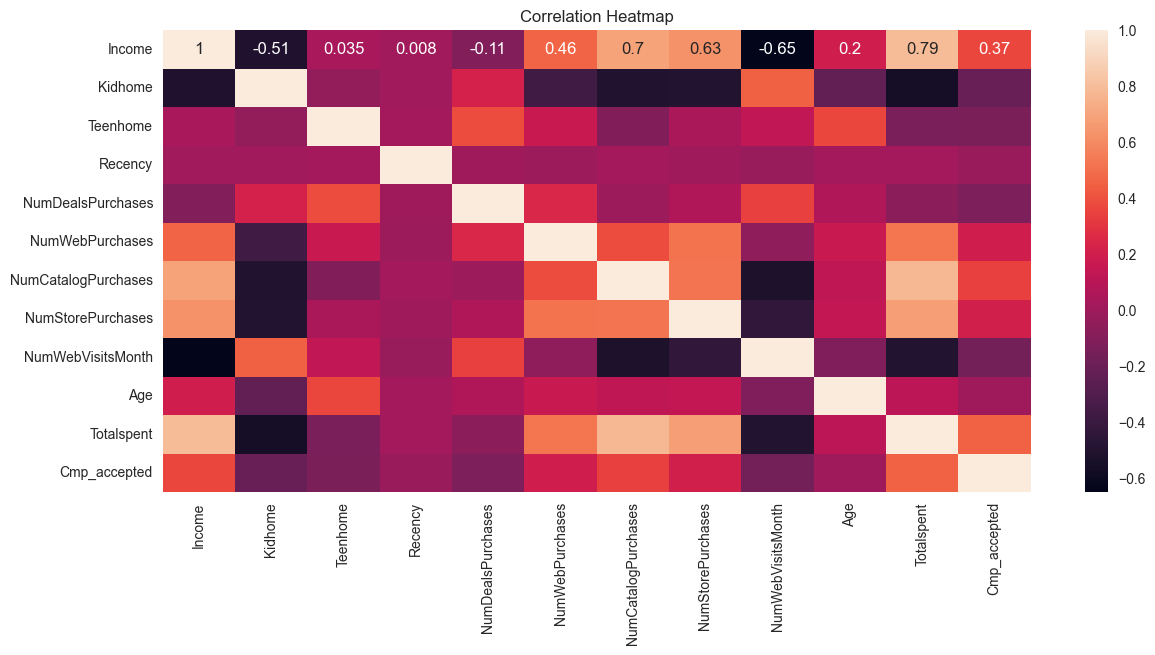 Correlation Heatmap
Income 1 -0.51 0.035 0.008 -0.11 0.46 0.7 0.63 -0.65 0.2 0.79 0.37
Kidhome
Teenhome
Recency
NumDealsPurchases
NumWebPurchases
NumCatalogPurchases
NumStorePurchases
NumWebVisitsMonth
Age
Totalspent
Cmp_accepted
Income
Kidhome
Teenhome
Recency
NumDealsPurchases
NumWebPurchases
NumCatalogPurchases
NumStorePurchases
NumWebVisitsMonth
Age
Totalspent
Cmp_accepted
1.0
0.8
0.6
0.4
0.2
0.0
−0.2
−0.4
−0.6